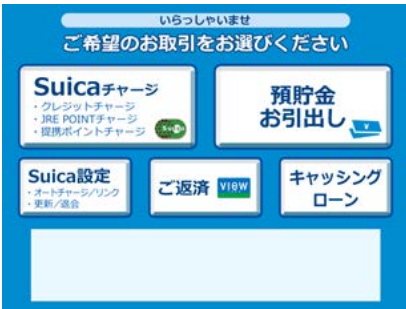 いらっしゃいませ
ご希望のお取引をお選びください
Suicaチャージ
・クレジットチャージ
・JRE POINTチャージ
・提携ポイントチャージ
Suica
預貯金
お引出し
¥
Suica設定
・オートチャージ/リンク
・更新/退会
ご返済 VIEW
キャッシング
ローン